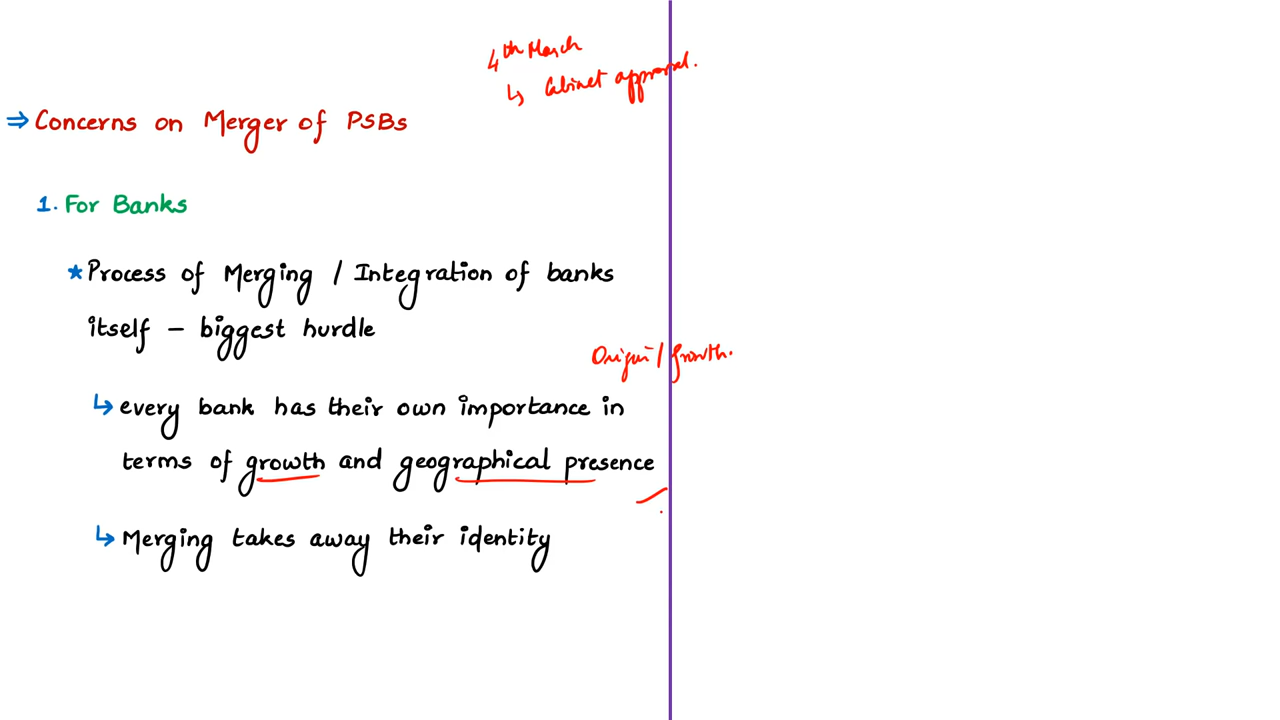 4th March
↳ Cabinet approval.
⇒ Concerns on Merger of PSBs
1. For Banks
★ Process of Merging / Integration of banks
itself – biggest hurdle
Origin / Growth.
↳ every bank has their own importance in
terms of growth and geographical presence
↳ Merging takes away their identity